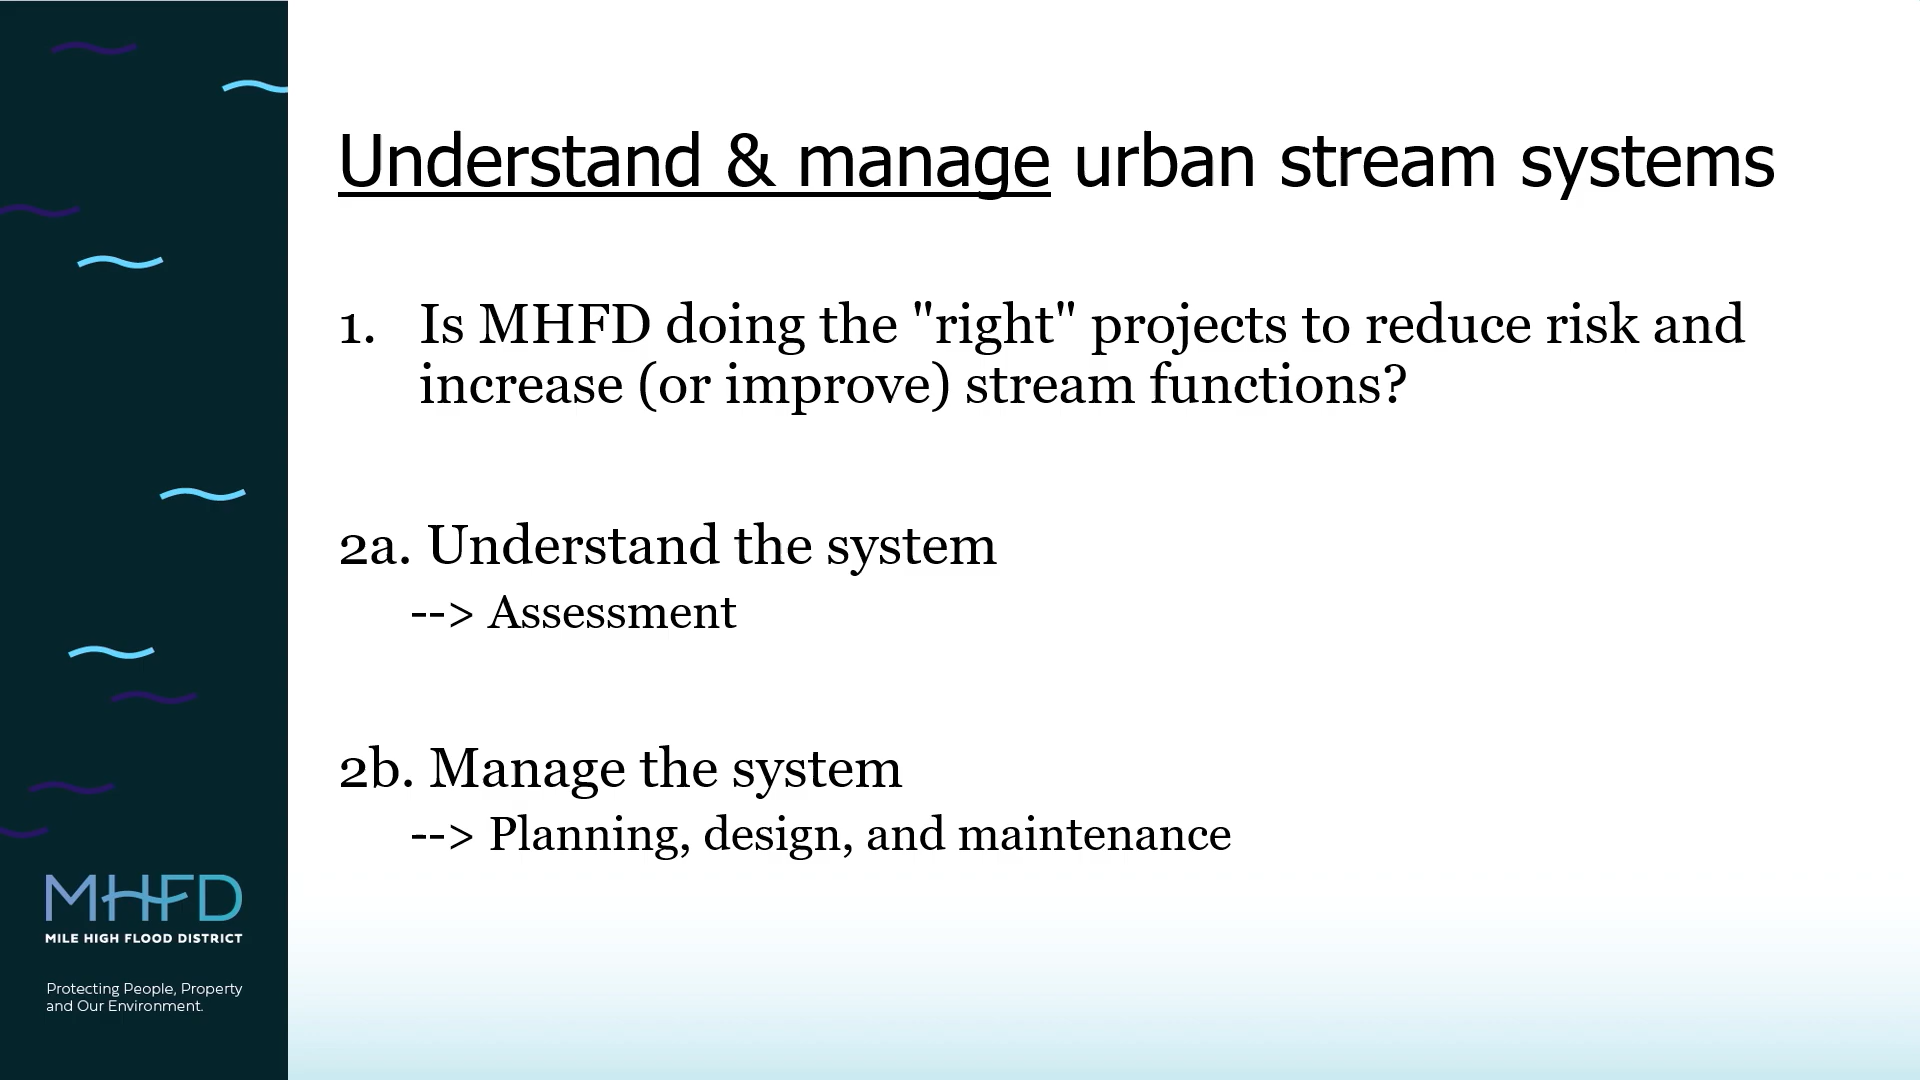 Understand & manage urban stream systems
1. Is MHFD doing the "right" projects to reduce risk and
increase (or improve) stream functions?
2a. Understand the system
--> Assessment
2b. Manage the system
--> Planning, design, and maintenance
MHFD
MILE HIGH FLOOD DISTRICT
Protecting People, Property
and Our Environment.